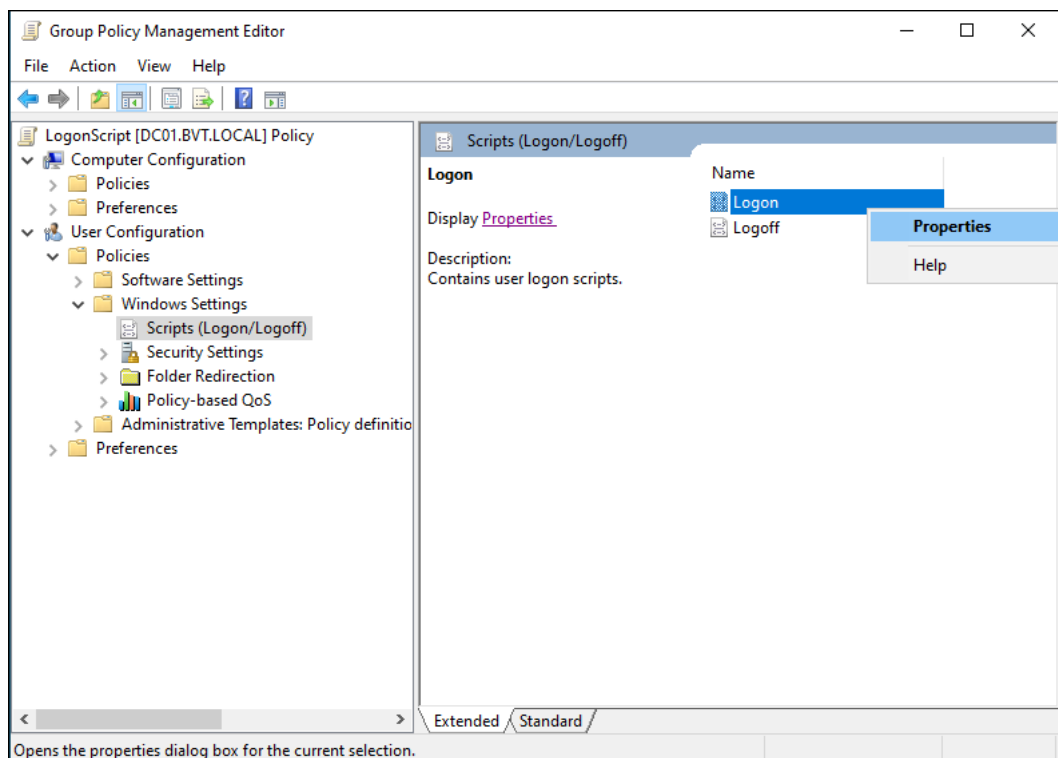 Group Policy Management Editor
File Action View Help
LogonScript [DC01.BVT.LOCAL] Policy
Computer Configuration
Policies
Preferences
User Configuration
Policies
Software Settings
Windows Settings
Scripts (Logon/Logoff)
Security Settings
Folder Redirection
Policy-based QoS
Administrative Templates: Policy definitio
Preferences
Scripts (Logon/Logoff)
Logon
Display Properties
Description:
Contains user logon scripts.
Name
Logon
Logoff
Properties
Help
Extended Standard
Opens the properties dialog box for the current selection.